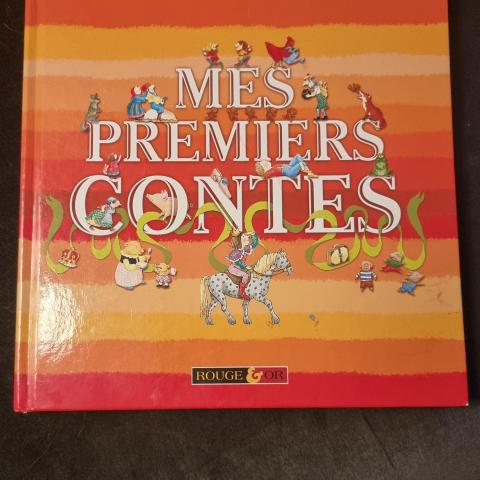 MES
PREMIERS
CONTES
ROUGE & OR